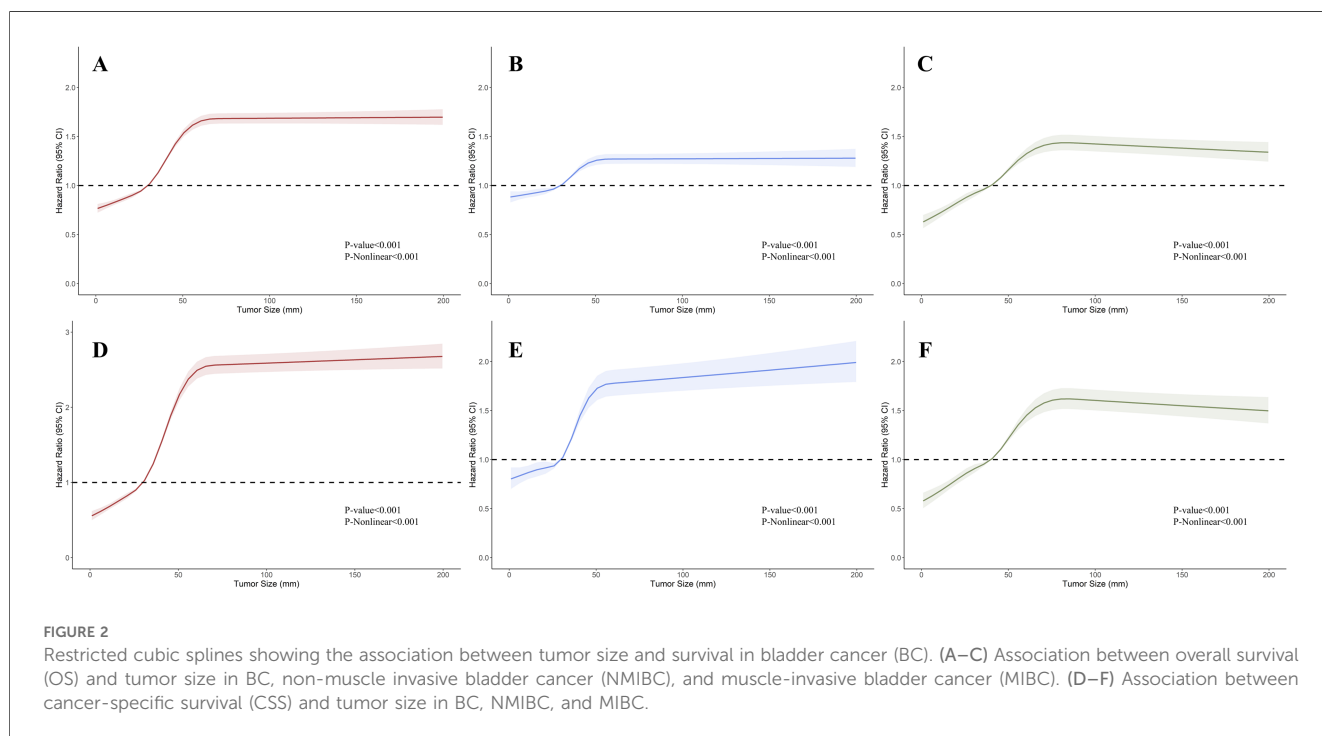 A
2.0
1.5
1.0
0.5
0.0
Hazard Ratio (95% CI)
P-value<0.001
P-Nonlinear<0.001
0
50
100
150
200
Tumor Size (mm)
B
2.0
1.5
1.0
0.5
0.0
Hazard Ratio (95% CI)
P-value<0.001
P-Nonlinear<0.001
0
50
100
150
200
Tumor Size (mm)
C
2.0
1.5
1.0
0.5
0.0
Hazard Ratio (95% CI)
P-value<0.001
P-Nonlinear<0.001
0
50
100
150
200
Tumor Size (mm)
D
3
2
1
0
Hazard Ratio (95% CI)
P-value<0.001
P-Nonlinear<0.001
0
50
100
150
200
Tumor Size (mm)
E
2.0
1.5
1.0
0.5
0.0
Hazard Ratio (95% CI)
P-value<0.001
P-Nonlinear<0.001
0
50
100
150
200
Tumor Size (mm)
F
2.0
1.5
1.0
0.5
0.0
Hazard Ratio (95% CI)
P-value<0.001
P-Nonlinear<0.001
0
50
100
150
200
Tumor Size (mm)
FIGURE 2
Restricted cubic splines showing the association between tumor size and survival in bladder cancer (BC). (A–C) Association between overall survival
(OS) and tumor size in BC, non-muscle invasive bladder cancer (NMIBC), and muscle-invasive bladder cancer (MIBC). (D–F) Association between
cancer-specific survival (CSS) and tumor size in BC, NMIBC, and MIBC.